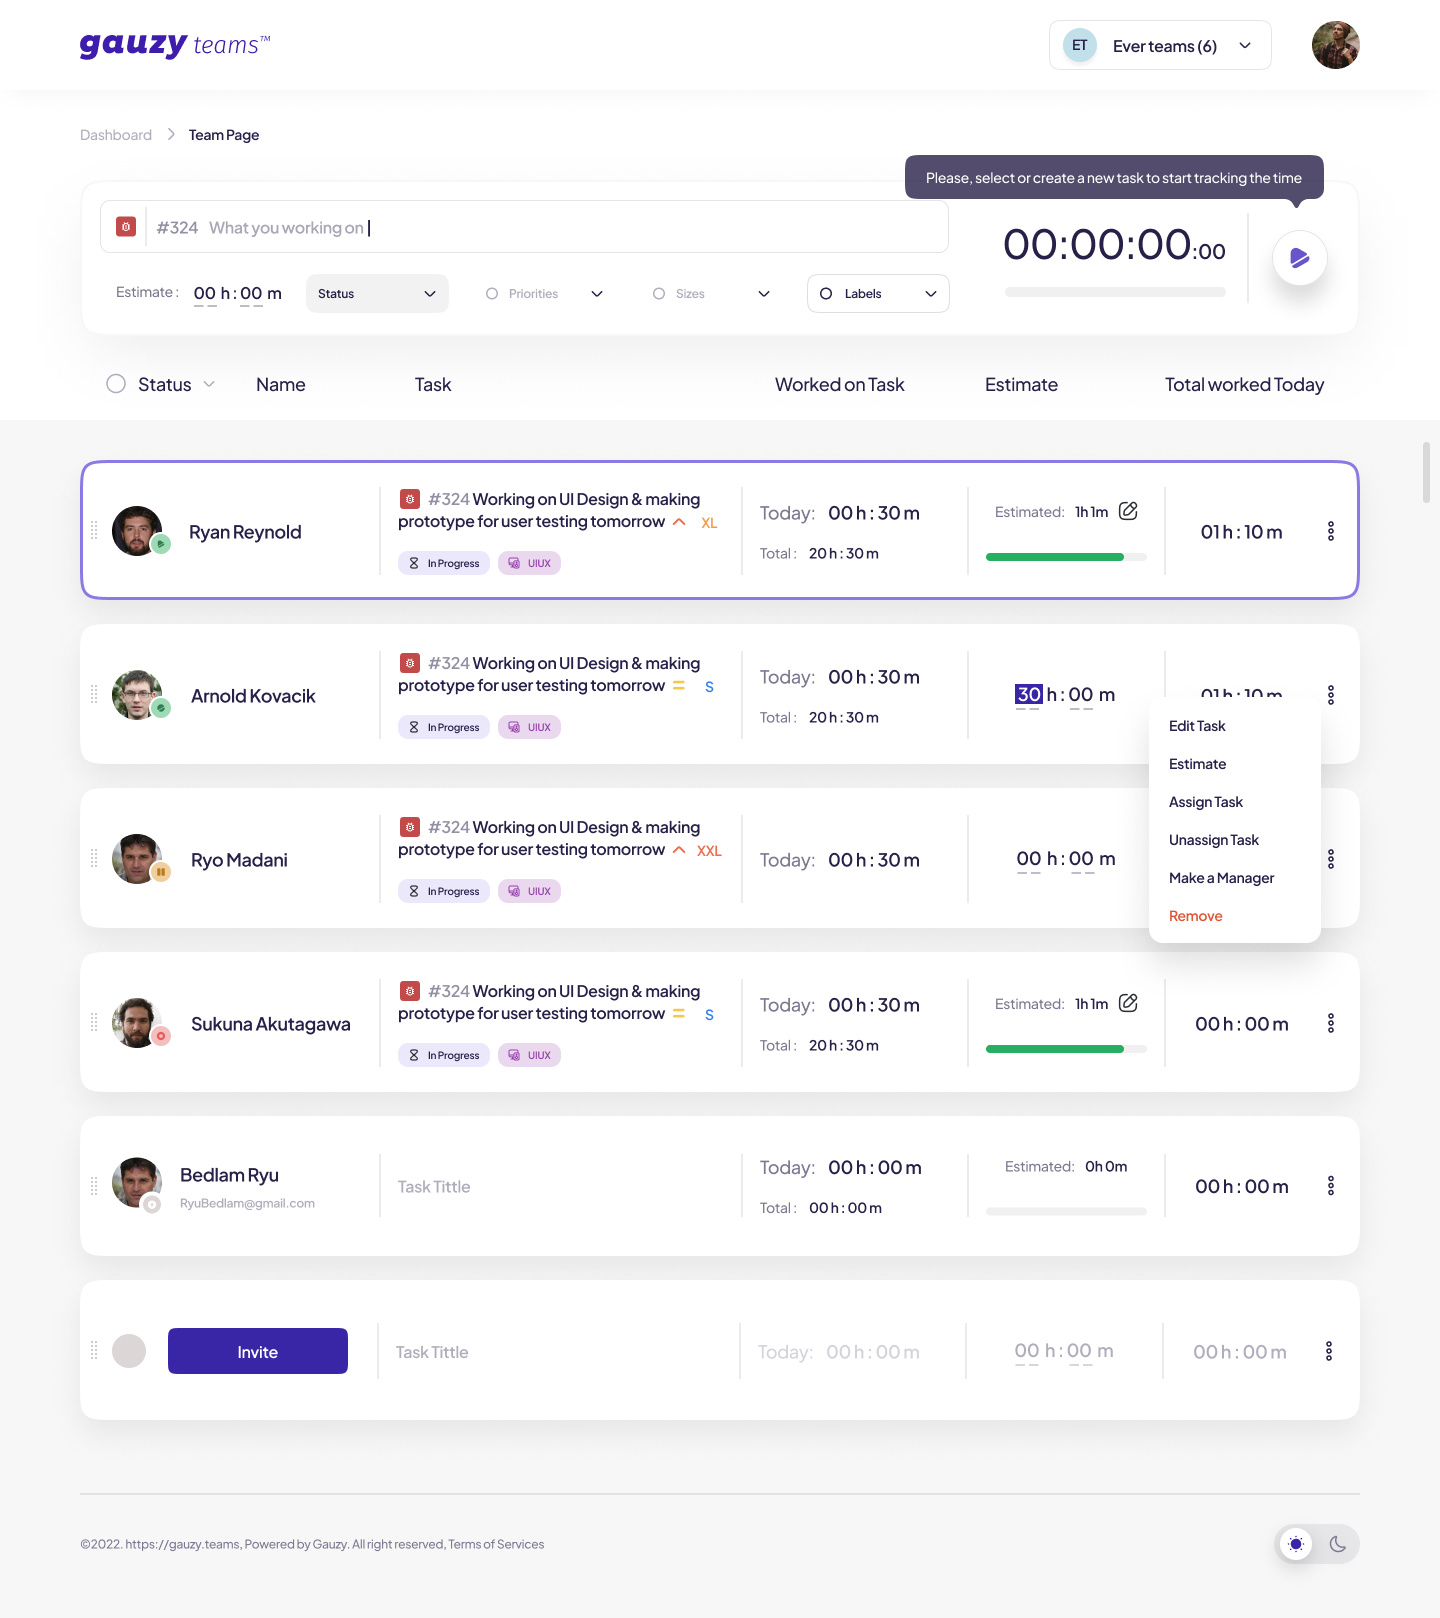 gauzy teams™
ET Ever teams (6)
Dashboard Team Page
Please, select or create a new task to start tracking the time
#324 What you working on
00:00:00:00
Estimate : 00 h : 00 m Status Priorities Sizes Labels
Status Name Task Worked on Task Estimate Total worked Today
#324 Working on UI Design & making
prototype for user testing tomorrow XL
In Progress UIUX
Ryan Reynold
Today: 00 h : 30 m
Total : 20 h : 30 m
Estimated: 1h 1m
01 h : 10 m
#324 Working on UI Design & making
prototype for user testing tomorrow S
In Progress UIUX
Arnold Kovacik
Today: 00 h : 30 m
Total : 20 h : 30 m
30 h : 00 m
01 h : 10 m
Edit Task
Estimate
Assign Task
Unassign Task
Make a Manager
Remove
#324 Working on UI Design & making
prototype for user testing tomorrow XXL
In Progress UIUX
Ryo Madani
Today: 00 h : 30 m
00 h : 00 m
#324 Working on UI Design & making
prototype for user testing tomorrow S
In Progress UIUX
Sukuna Akutagawa
Today: 00 h : 30 m
Total : 20 h : 30 m
Estimated: 1h 1m
00 h : 00 m
Bedlam Ryu
RyuBedlam@gmail.com
Task Tittle
Today: 00 h : 00 m
Total : 00 h : 00 m
Estimated: 0h 0m
00 h : 00 m
Invite
Task Tittle
Today: 00 h : 00 m
00 h : 00 m
00 h : 00 m
©2022. https://gauzy.teams, Powered by Gauzy. All right reserved, Terms of Services